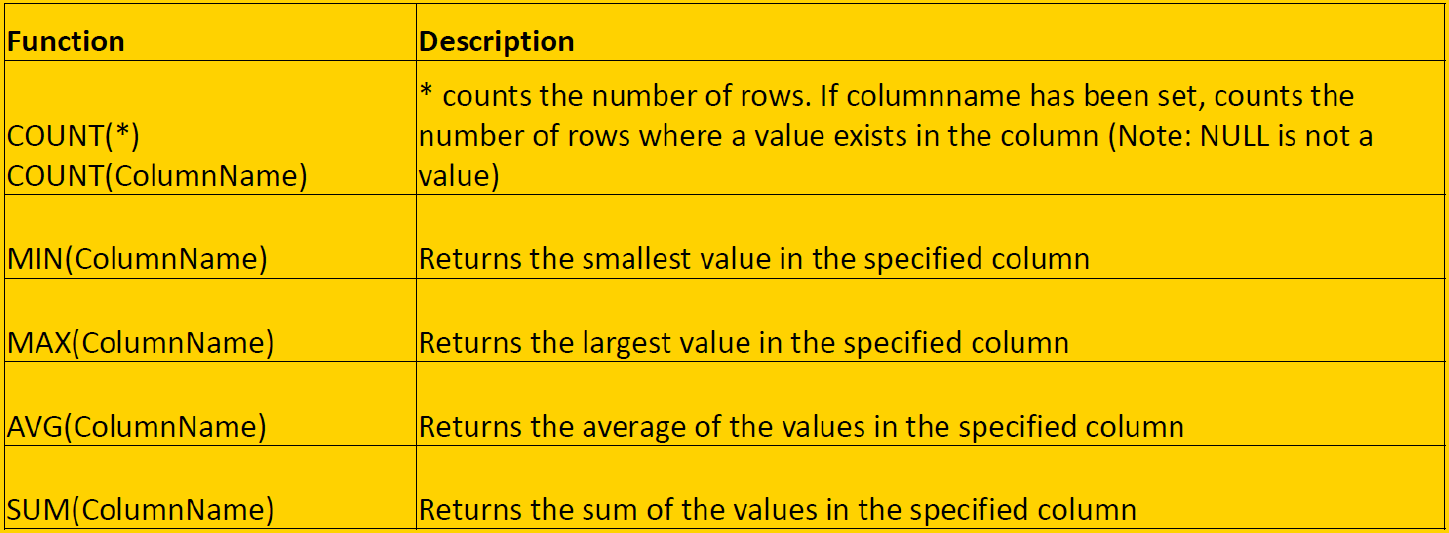 Function
Description
COUNT(*)
COUNT(ColumnName)
* counts the number of rows. If columnname has been set, counts the
number of rows where a value exists in the column (Note: NULL is not a
value)
MIN(ColumnName)
Returns the smallest value in the specified column
MAX(ColumnName)
Returns the largest value in the specified column
AVG(ColumnName)
Returns the average of the values in the specified column
SUM(ColumnName)
Returns the sum of the values in the specified column